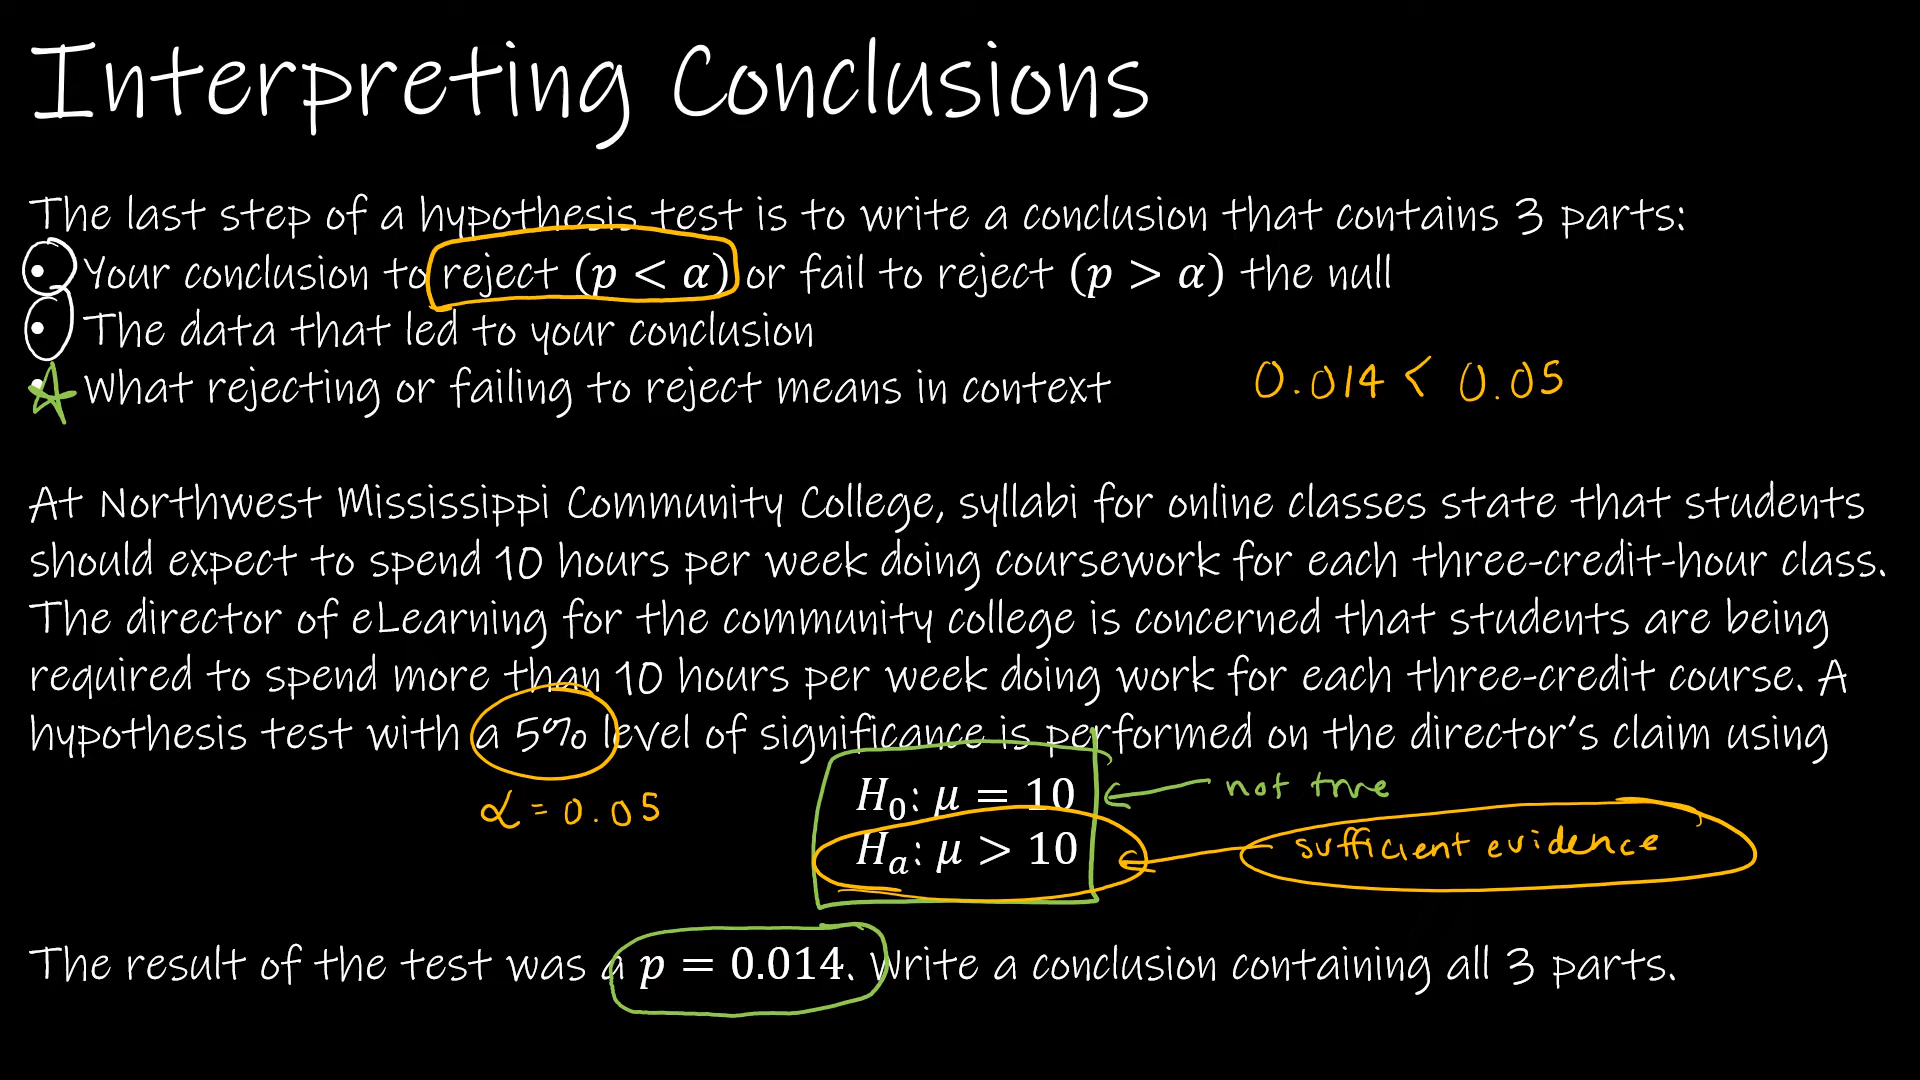 Interpreting Conclusions
The last step of a hypothesis test is to write a conclusion that contains 3 parts:
• Your conclusion to reject (p < α) or fail to reject (p > α) the null
• The data that led to your conclusion
• What rejecting or failing to reject means in context
0.014 < 0.05
At Northwest Mississippi Community College, syllabi for online classes state that students
should expect to spend 10 hours per week doing coursework for each three-credit-hour class.
The director of eLearning for the community college is concerned that students are being
required to spend more than 10 hours per week doing work for each three-credit course. A
hypothesis test with a 5% level of significance is performed on the director's claim using
H₀: μ = 10
not true
α = 0.05
Hₐ: μ > 10
sufficient evidence
The result of the test was a p = 0.014. Write a conclusion containing all 3 parts.